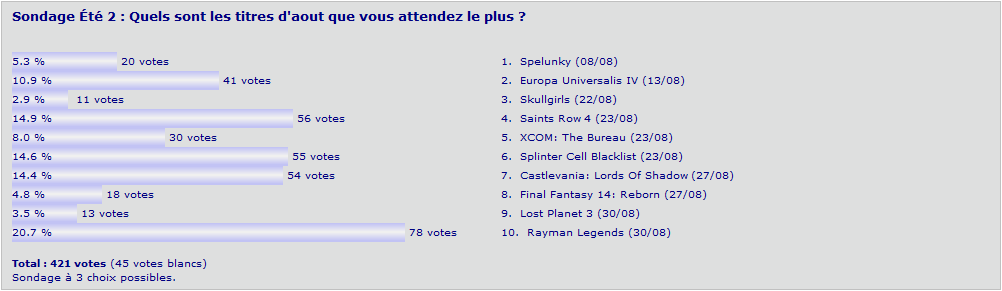 Sondage Été 2 : Quels sont les titres d'aout que vous attendez le plus ?
5.3 % 20 votes 1. Spelunky (08/08)
10.9 % 41 votes 2. Europa Universalis IV (13/08)
2.9 % 11 votes 3. Skullgirls (22/08)
14.9 % 56 votes 4. Saints Row 4 (23/08)
8.0 % 30 votes 5. XCOM: The Bureau (23/08)
14.6 % 55 votes 6. Splinter Cell Blacklist (23/08)
14.4 % 54 votes 7. Castlevania: Lords Of Shadow (27/08)
4.8 % 18 votes 8. Final Fantasy 14: Reborn (27/08)
3.5 % 13 votes 9. Lost Planet 3 (30/08)
20.7 % 78 votes 10. Rayman Legends (30/08)
Total : 421 votes (45 votes blancs)
Sondage à 3 choix possibles.